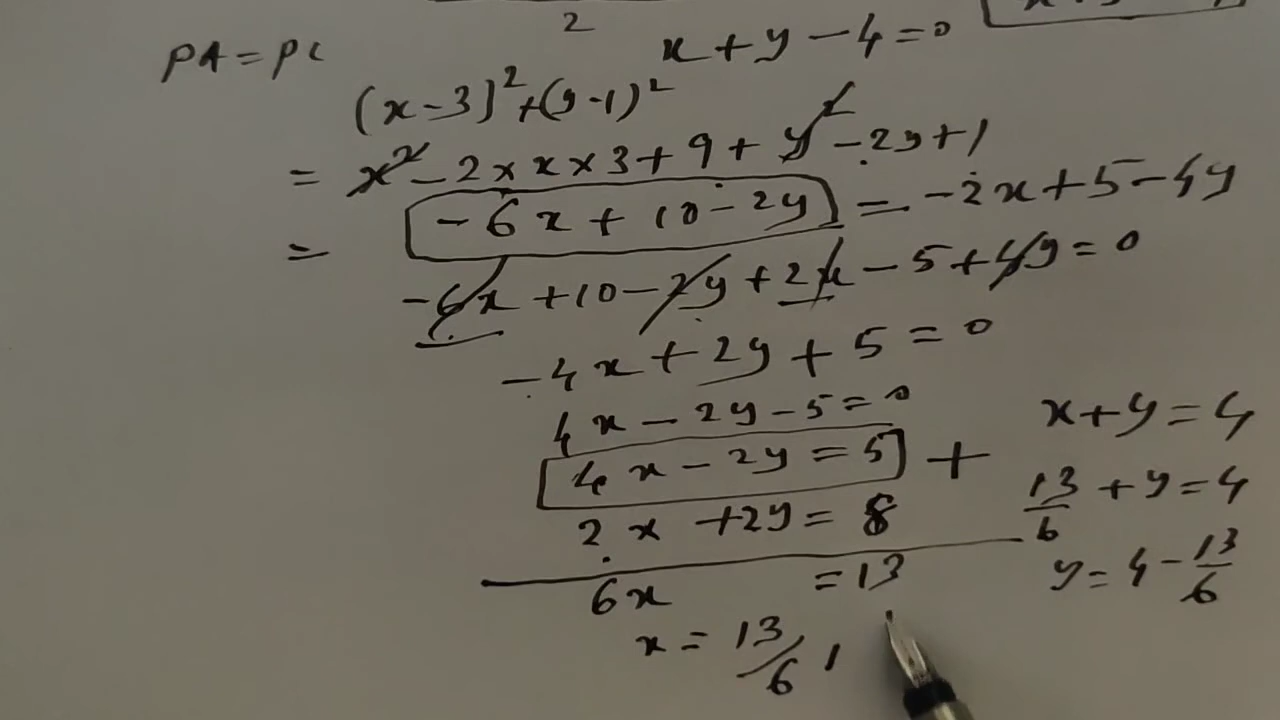 2
x + y - 4 = 0
PA = PC
(x - 3)² + (y - 1)²
= x² - 2 × x × 3 + 9 + y² - 2y + 1
= -6x + 10 - 2y = -2x + 5 - 4y
-6x + 10 - 2y + 2x - 5 + 4y = 0
-4x + 2y + 5 = 0
4x - 2y - 5 = 0
4x - 2y = 5 +
2x + 2y = 8
6x = 13
x = 13/6,
x + y = 4
13/6 + y = 4
y = 4 - 13/6